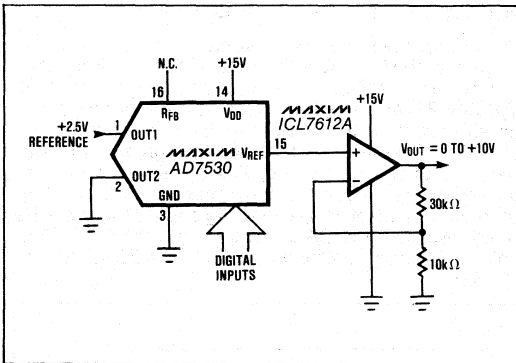 N.C.
+15V
16
14
RFB
VDD
+2.5V
REFERENCE
1
OUT1
MAXIM
AD7530
VREF
15
OUT2
2
GND
3
DIGITAL
INPUTS
MAXIM
ICL7612A
+15V
+
−
VOUT = 0 TO +10V
30kΩ
10kΩ